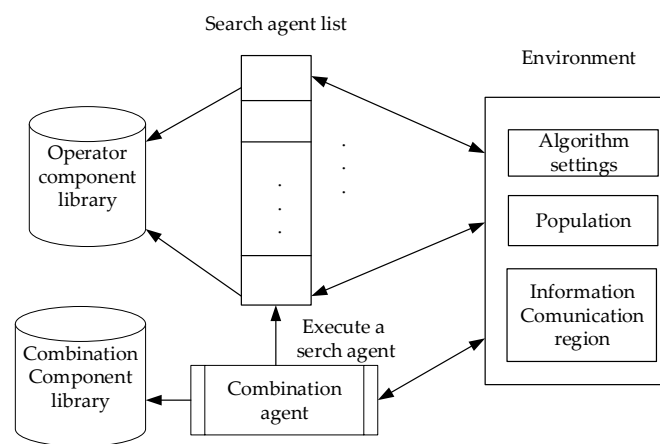 Search agent list
Environment
Operator
component
library
Algorithm
settings
Population
Information
Comunication
region
Execute a
serch agent
Combination
Component
library
Combination
agent